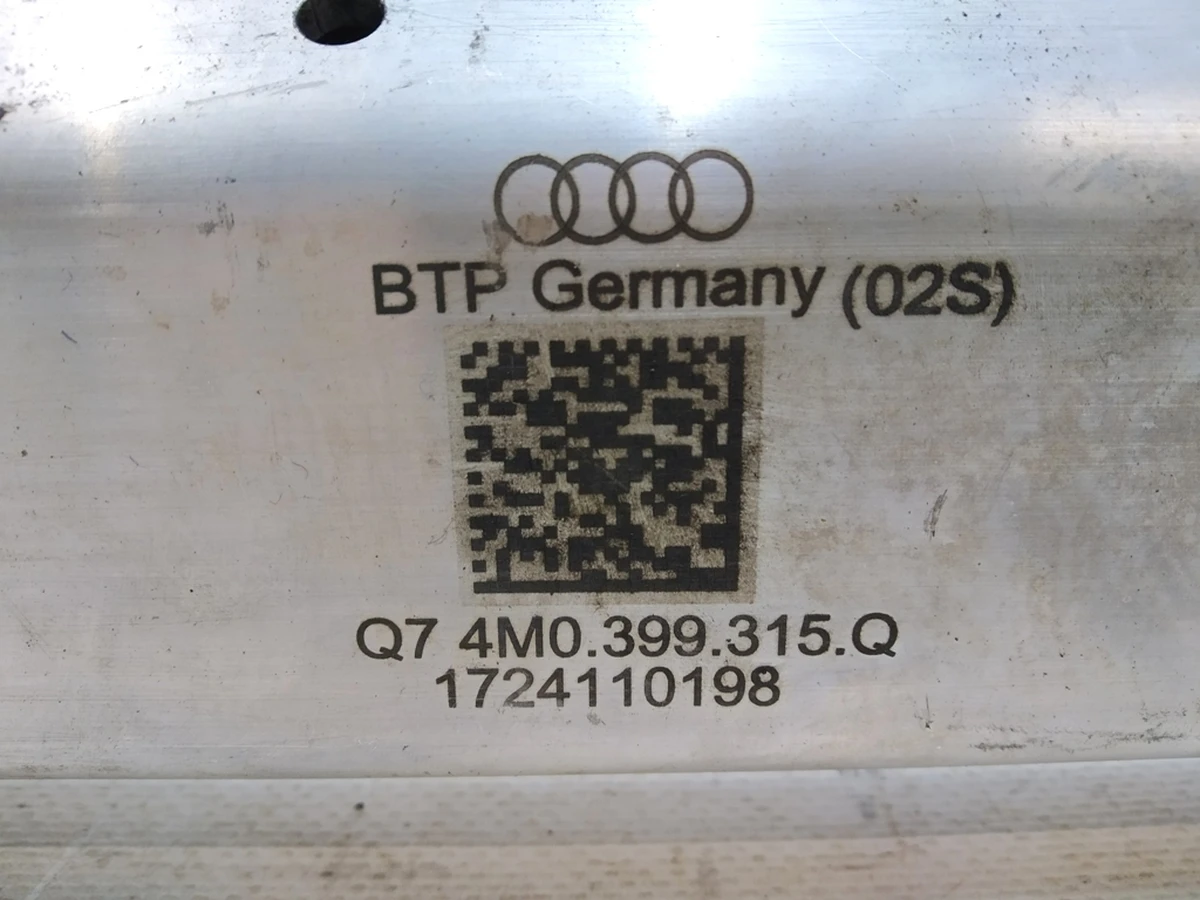 BTP Germany (02S)
Q7 4M0.399.315.Q
1724110198